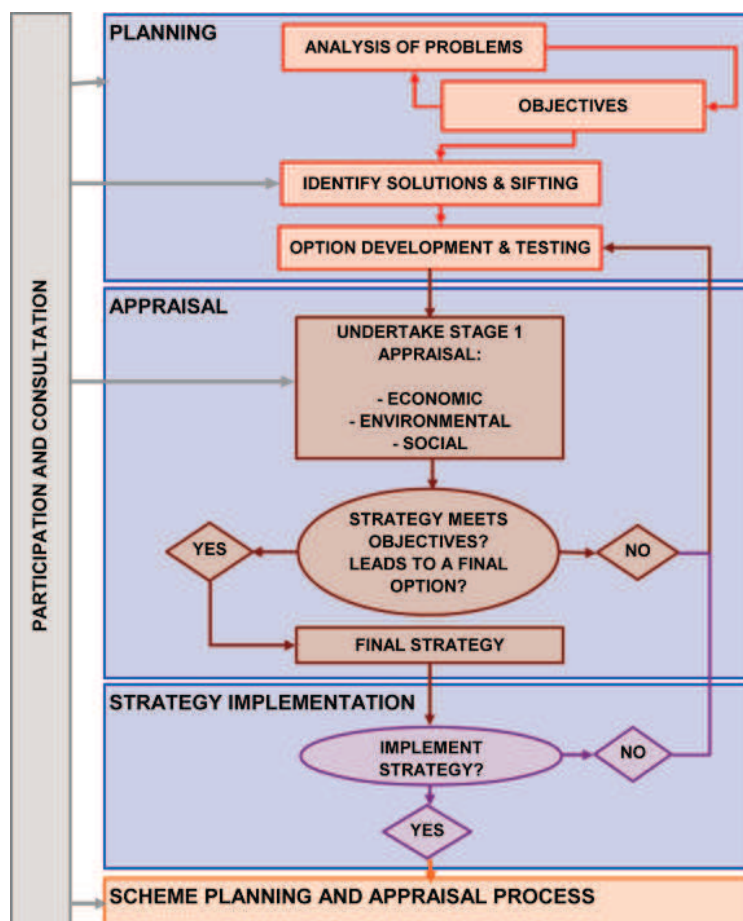 PARTICIPATION AND CONSULTATION
PLANNING
ANALYSIS OF PROBLEMS
OBJECTIVES
IDENTIFY SOLUTIONS & SIFTING
OPTION DEVELOPMENT & TESTING
APPRAISAL
UNDERTAKE STAGE 1
APPRAISAL:
- ECONOMIC
- ENVIRONMENTAL
- SOCIAL
STRATEGY MEETS
OBJECTIVES?
LEADS TO A FINAL
OPTION?
YES
NO
FINAL STRATEGY
STRATEGY IMPLEMENTATION
IMPLEMENT
STRATEGY?
NO
YES
SCHEME PLANNING AND APPRAISAL PROCESS